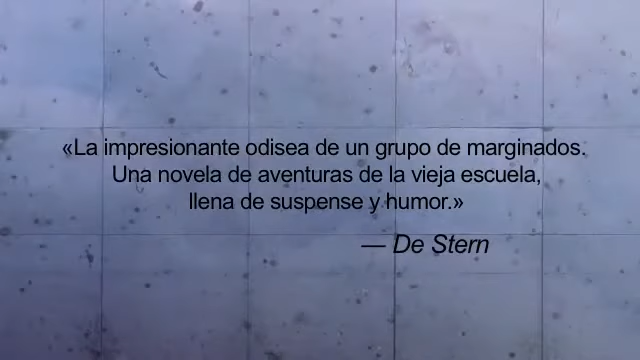 «La impresionante odisea de un grupo de marginados.
Una novela de aventuras de la vieja escuela,
llena de suspense y humor.»
— De Stern